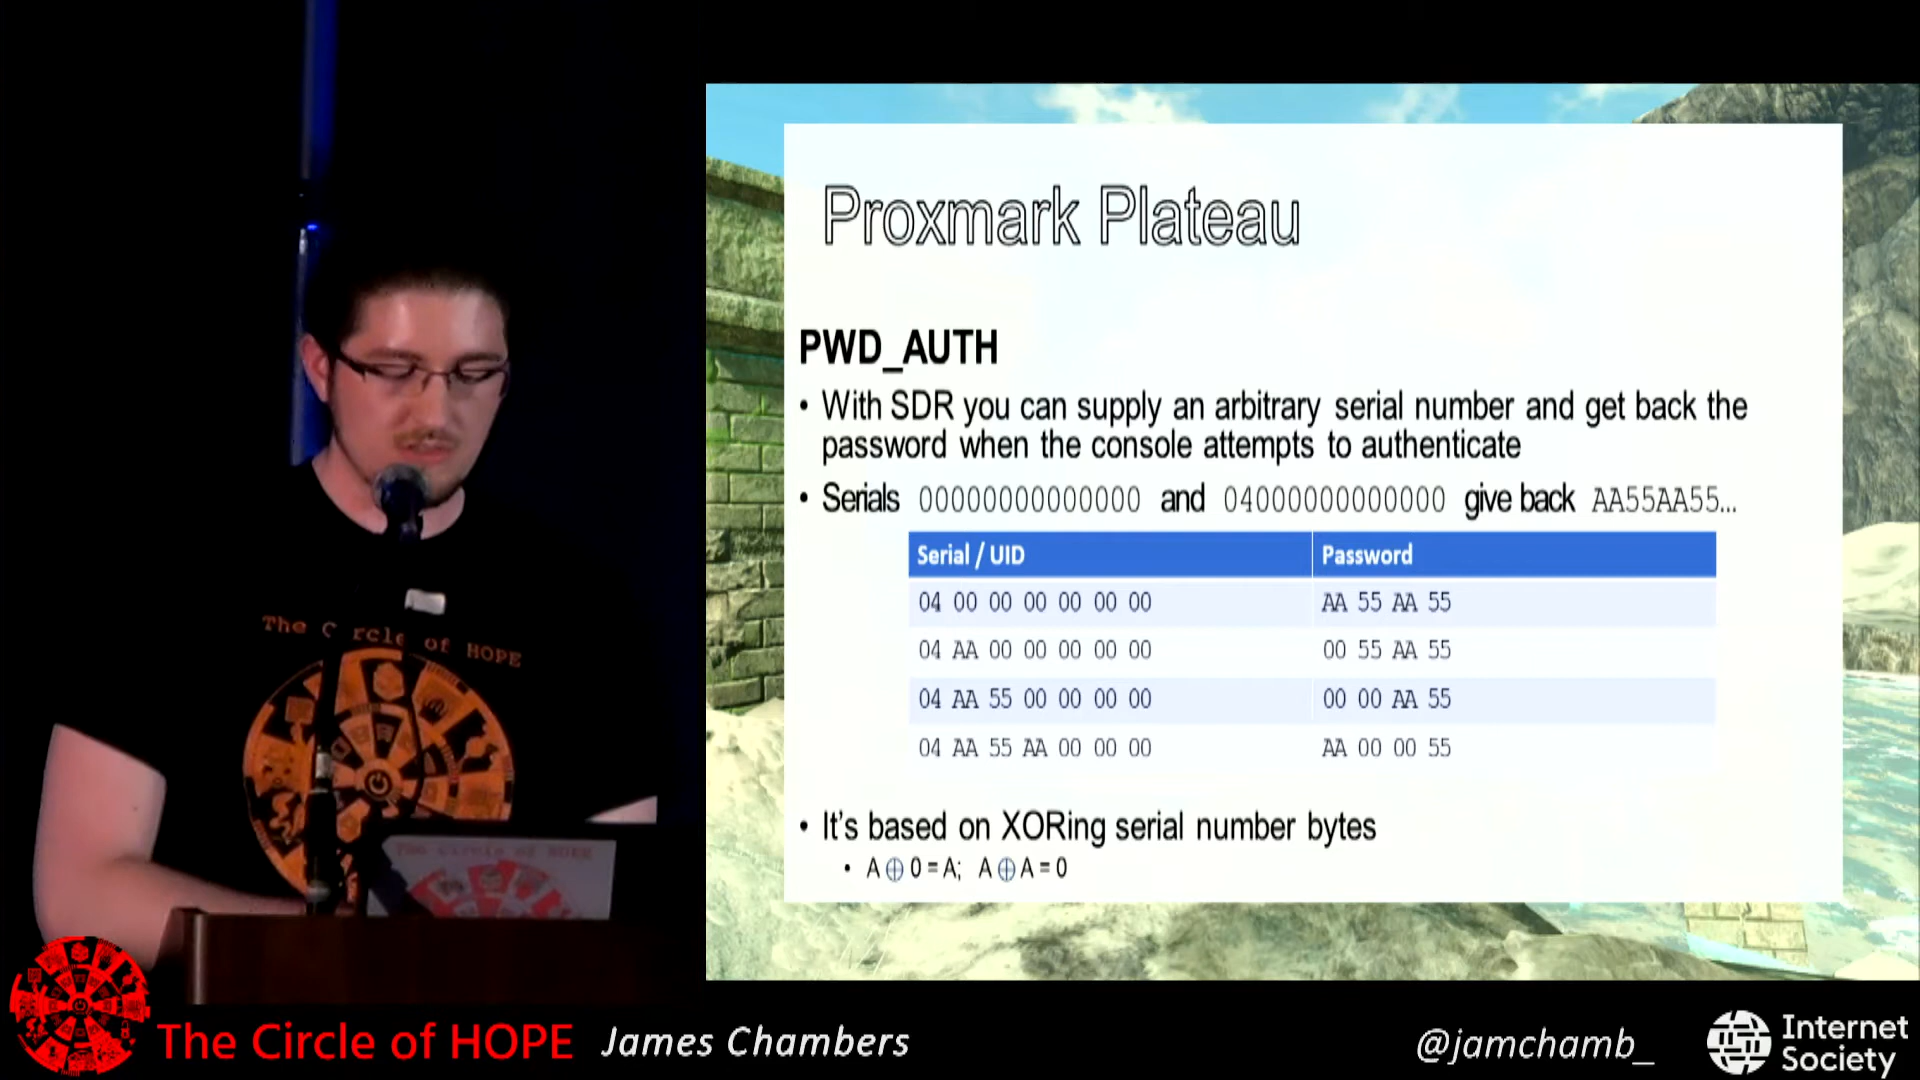 Proxmark Plateau
PWD_AUTH
• With SDR you can supply an arbitrary serial number and get back the
password when the console attempts to authenticate
• Serials 00000000000000 and 04000000000000 give back AA55AA55...
Serial / UID Password
04 00 00 00 00 00 00 AA 55 AA 55
04 AA 00 00 00 00 00 00 55 AA 55
04 AA 55 00 00 00 00 00 00 AA 55
04 AA 55 AA 00 00 00 AA 00 00 55
• It's based on XORing serial number bytes
• A ⊕ 0 = A; A ⊕ A = 0
The Circle of HOPE
The Circle of HOPE
The Circle of HOPE James Chambers
@jamchamb_
Internet
Society